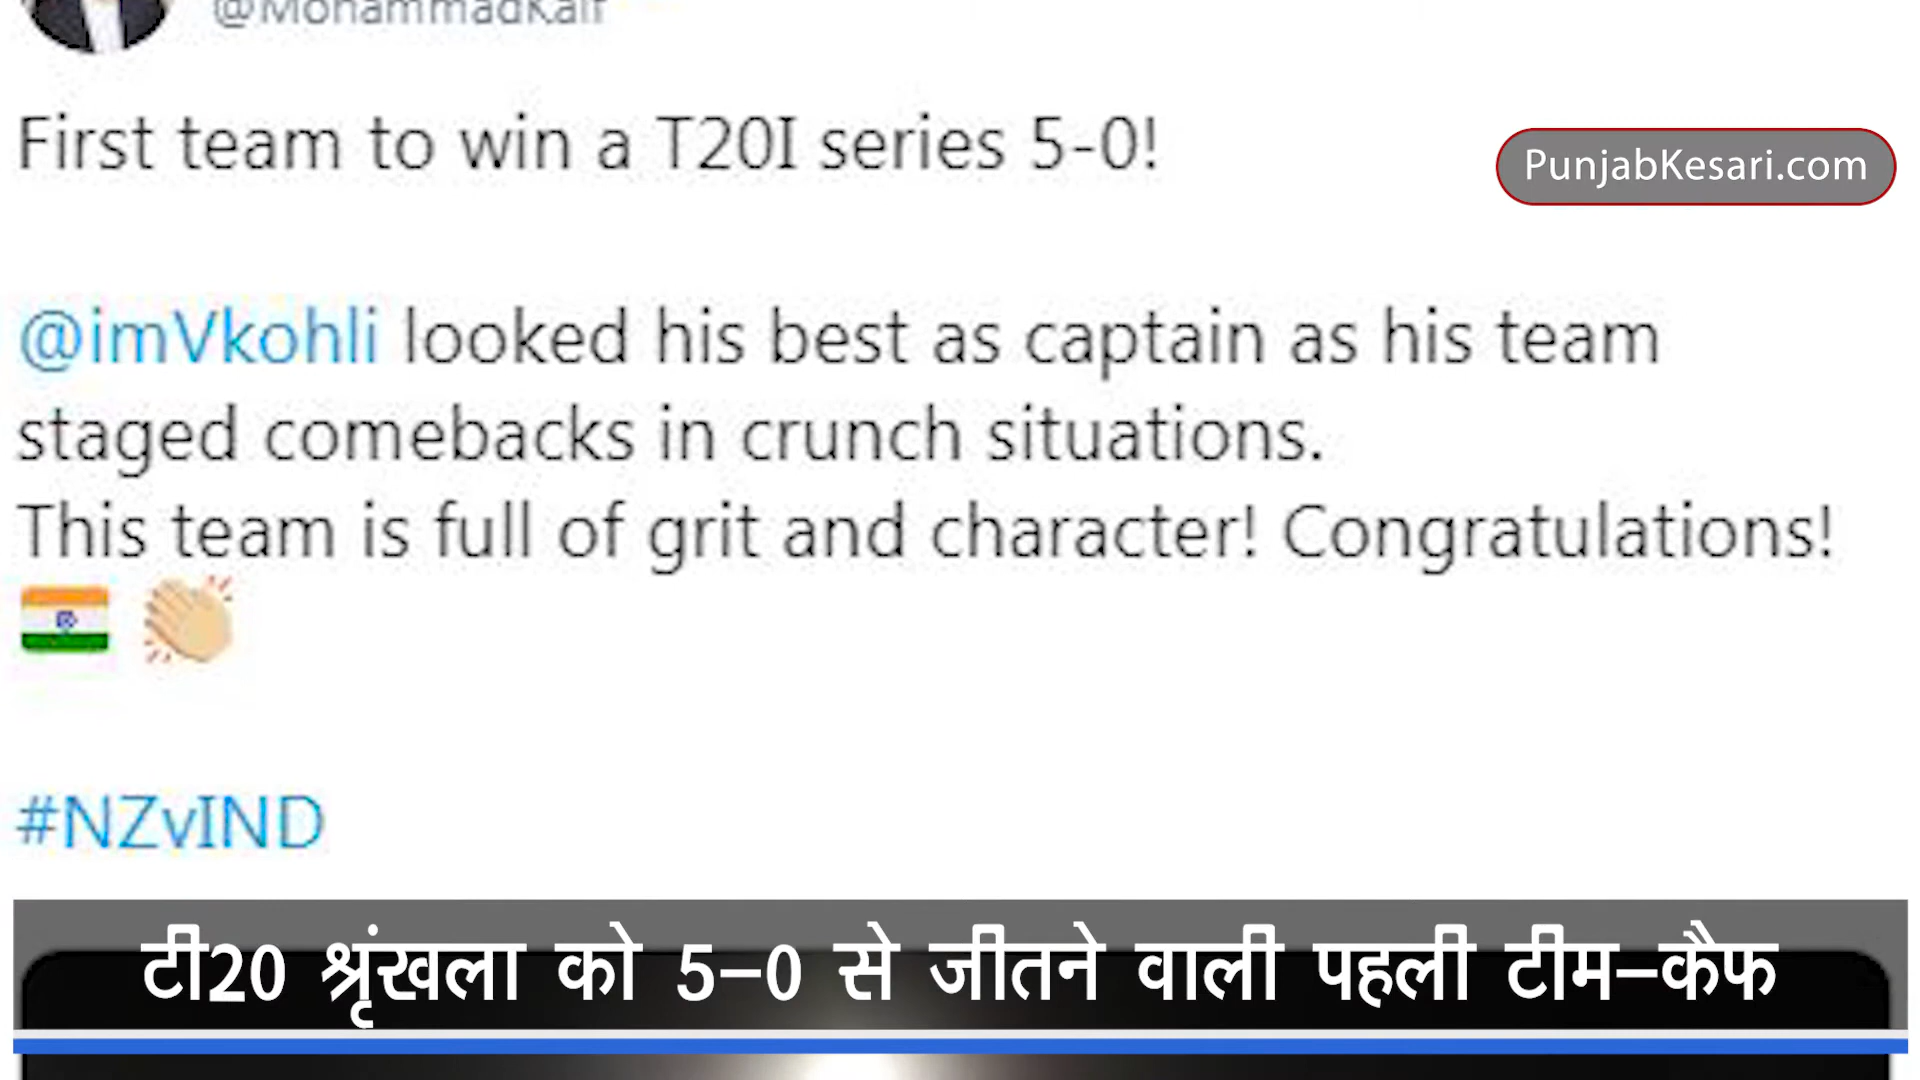 @MohammadKaif
First team to win a T20I series 5-0!
PunjabKesari.com
@imVkohli looked his best as captain as his team
staged comebacks in crunch situations.
This team is full of grit and character! Congratulations!
#NZvIND
टी20 श्रृंखला को 5-0 से जीतने वाली पहली टीम-कैफ